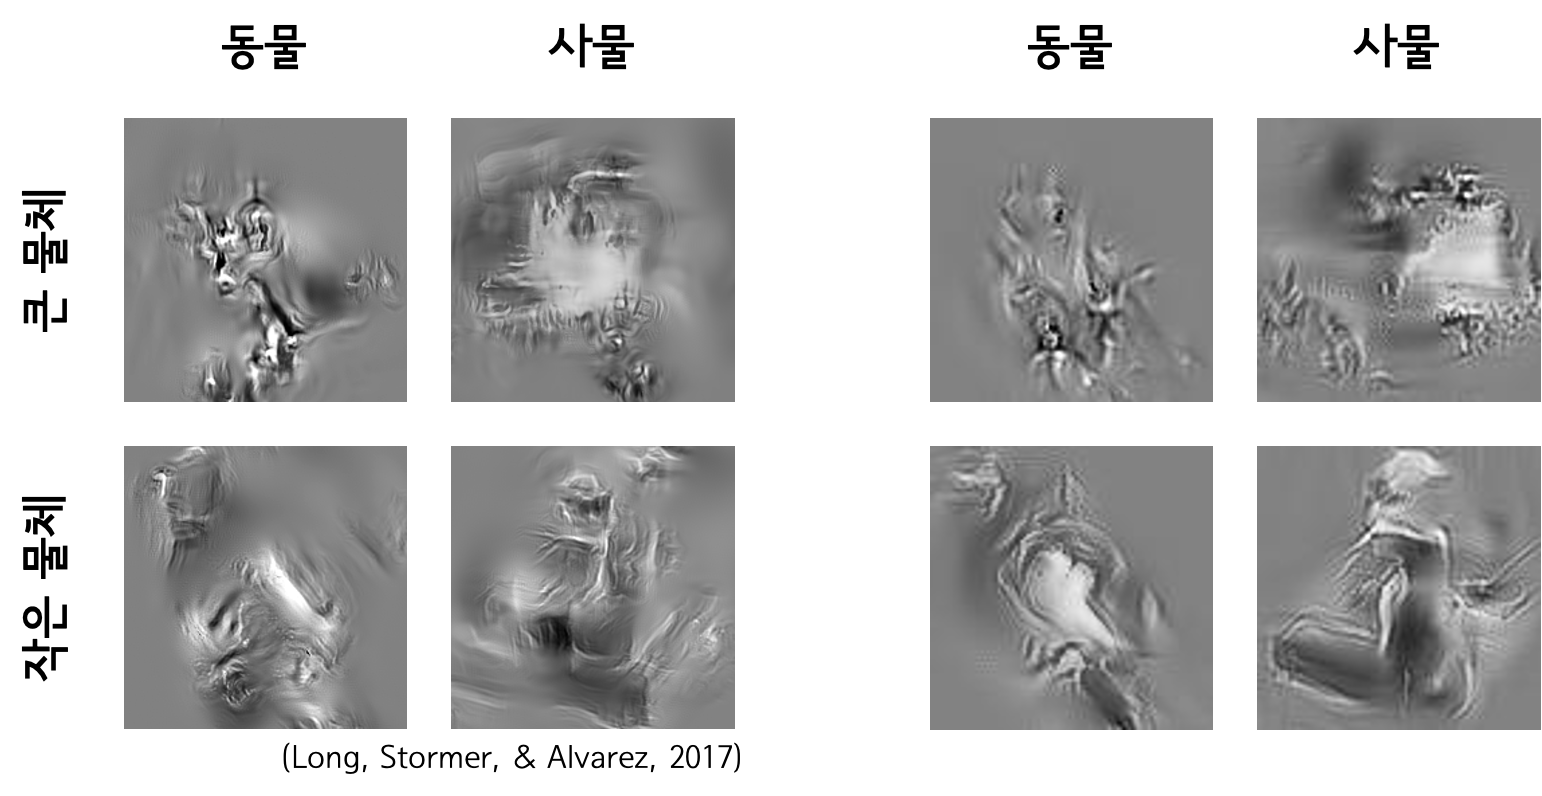 동물 사물 동물 사물
큰 물체
작은 물체
(Long, Stormer, & Alvarez, 2017)